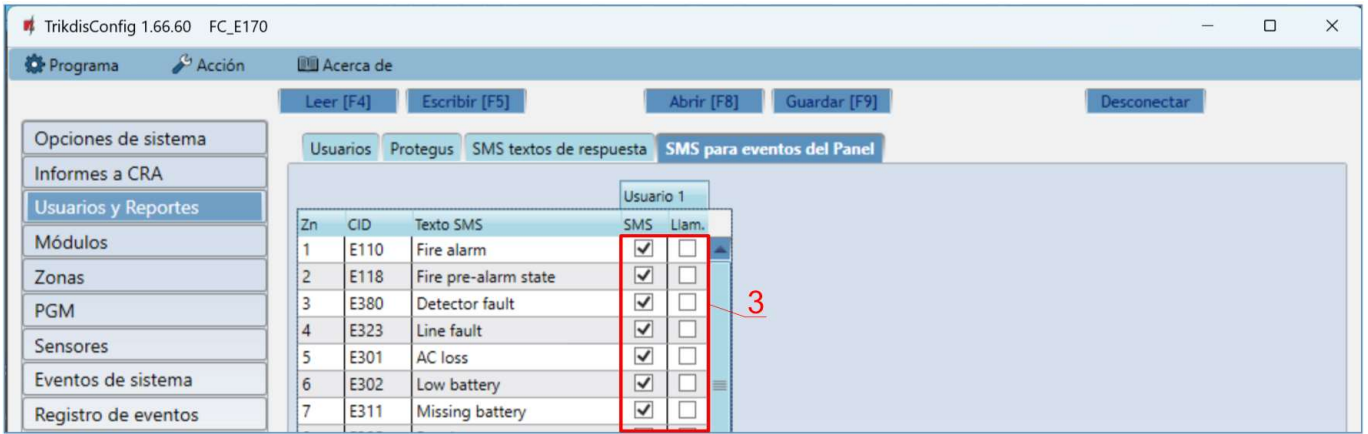 TrikdisConfig 1.66.60 FC_E170
Programa Acción Acerca de
Leer [F4] Escribir [F5] Abrir [F8] Guardar [F9] Desconectar
Opciones de sistema
Informes a CRA
Usuarios y Reportes
Módulos
Zonas
PGM
Sensores
Eventos de sistema
Registro de eventos
Usuarios Protegus SMS textos de respuesta SMS para eventos del Panel
Usuario 1
Zn CID Texto SMS SMS Llam.
1 E110 Fire alarm
2 E118 Fire pre-alarm state
3 E380 Detector fault
4 E323 Line fault
5 E301 AC loss
6 E302 Low battery
7 E311 Missing battery
3